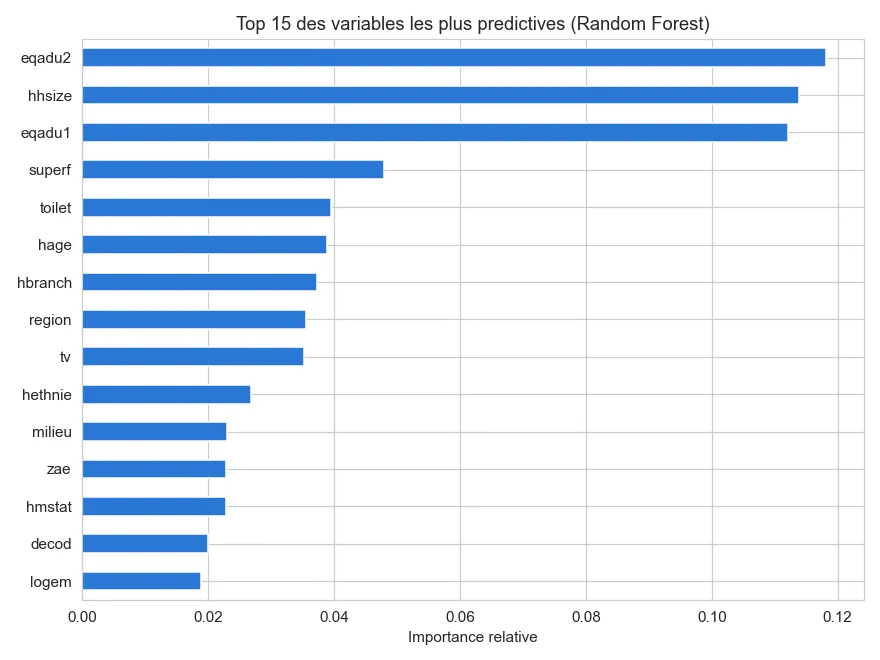 Top 15 des variables les plus predictives (Random Forest)
eqadu2
hhsize
eqadu1
superf
toilet
hage
hbranch
region
tv
hethnie
milieu
zae
hmstat
decod
logem
0.00 0.02 0.04 0.06 0.08 0.10 0.12
Importance relative